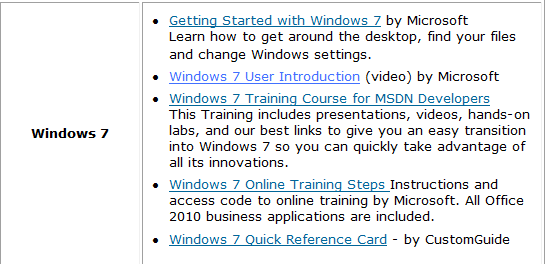 Getting Started with Windows 7 by Microsoft
Learn how to get around the desktop, find your files
and change Windows settings.
Windows 7 User Introduction (video) by Microsoft
Windows 7 Training Course for MSDN Developers
This Training includes presentations, videos, hands-on
labs, and our best links to give you an easy transition
Windows 7
into Windows 7 so you can quickly take advantage of
all its innovations.
Windows 7 Online Training Steps Instructions and
access code to online training by Microsoft. All Office
2010 business applications are included.
Windows 7 Quick Reference Card - by CustomGuide